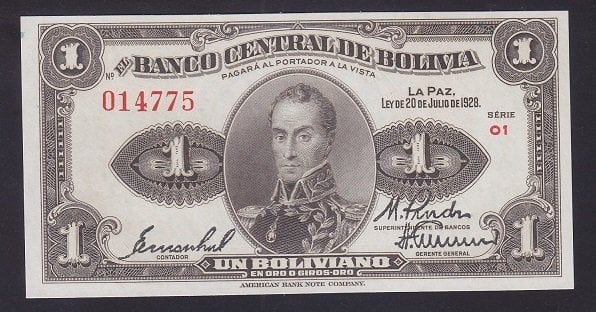 1 EL BANCO CENTRAL DE BOLIVIA 1
PAGARÁ AL PORTADOR A LA VISTA
Nº 014775
LA PAZ,
LEY DE 20 DE JULIO DE 1928.
SÉRIE
01
1 1
SUPERINTENDENTE DE BANCOS
CONTADOR
GERENTE GENERAL
1 UN BOLIVIANO 1
EN ORO O GIROS-ORO
AMERICAN BANK NOTE COMPANY.